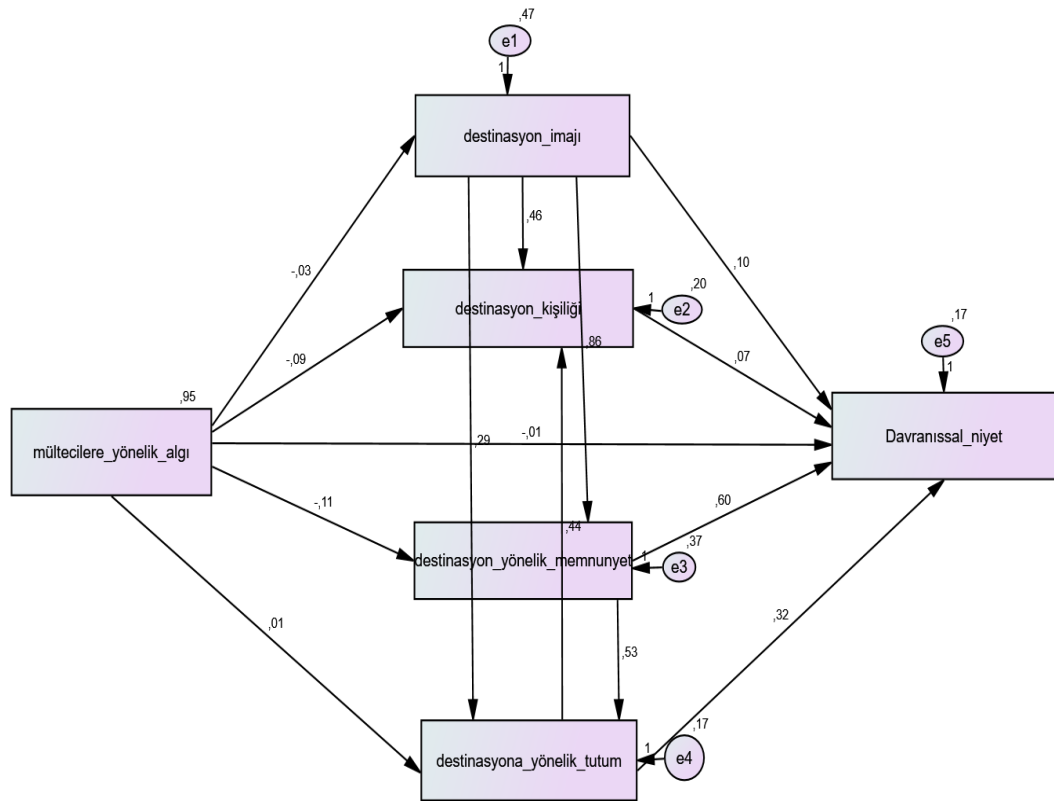 ,47
e1
1
destinasyon_imajı
,46
-,03
,10
,20
1
e2
destinasyon_kişiliği
,17
e5
,86
-,09
,07
1
,95
mültecilere_yönelik_algı
,29
-,01
Davranıssal_niyet
-,11
,60
,44
,37
destinasyon_yönelik_memnunyet
1
e3
,01
,32
,53
,17
1
e4
destinasyona_yönelik_tutum